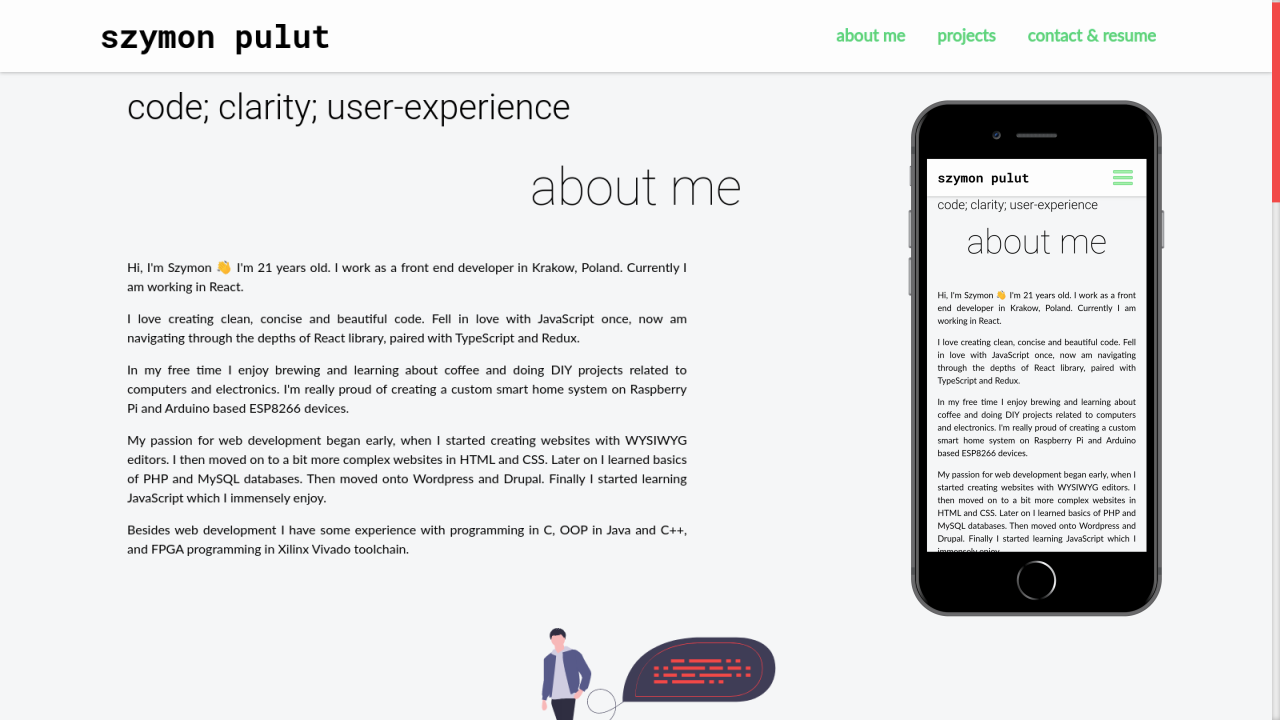 szymon pulut
about me
projects
contact & resume
code; clarity; user-experience
about me
Hi, I'm Szymon 👋 I'm 21 years old. I work as a front end developer in Krakow, Poland. Currently I
am working in React.
I love creating clean, concise and beautiful code. Fell in love with JavaScript once, now am
navigating through the depths of React library, paired with TypeScript and Redux.
In my free time I enjoy brewing and learning about coffee and doing DIY projects related to
computers and electronics. I'm really proud of creating a custom smart home system on Raspberry
Pi and Arduino based ESP8266 devices.
My passion for web development began early, when I started creating websites with WYSIWYG
editors. I then moved on to a bit more complex websites in HTML and CSS. Later on I learned basics
of PHP and MySQL databases. Then moved onto Wordpress and Drupal. Finally I started learning
JavaScript which I immensely enjoy.
Besides web development I have some experience with programming in C, OOP in Java and C++,
and FPGA programming in Xilinx Vivado toolchain.
szymon pulut
code; clarity; user-experience
about me
Hi, I'm Szymon 👋 I'm 21 years old. I work as a front
end developer in Krakow, Poland. Currently I am
working in React.
I love creating clean, concise and beautiful code. Fell
in love with JavaScript once, now am navigating
through the depths of React library, paired with
TypeScript and Redux.
In my free time I enjoy brewing and learning about
coffee and doing DIY projects related to computers
and electronics. I'm really proud of creating a custom
smart home system on Raspberry Pi and Arduino
based ESP8266 devices.
My passion for web development began early, when I
started creating websites with WYSIWYG editors. I
then moved on to a bit more complex websites in
HTML and CSS. Later on I learned basics of PHP and
MySQL databases. Then moved onto Wordpress and
Drupal. Finally I started learning JavaScript which I
immensely enjoy.